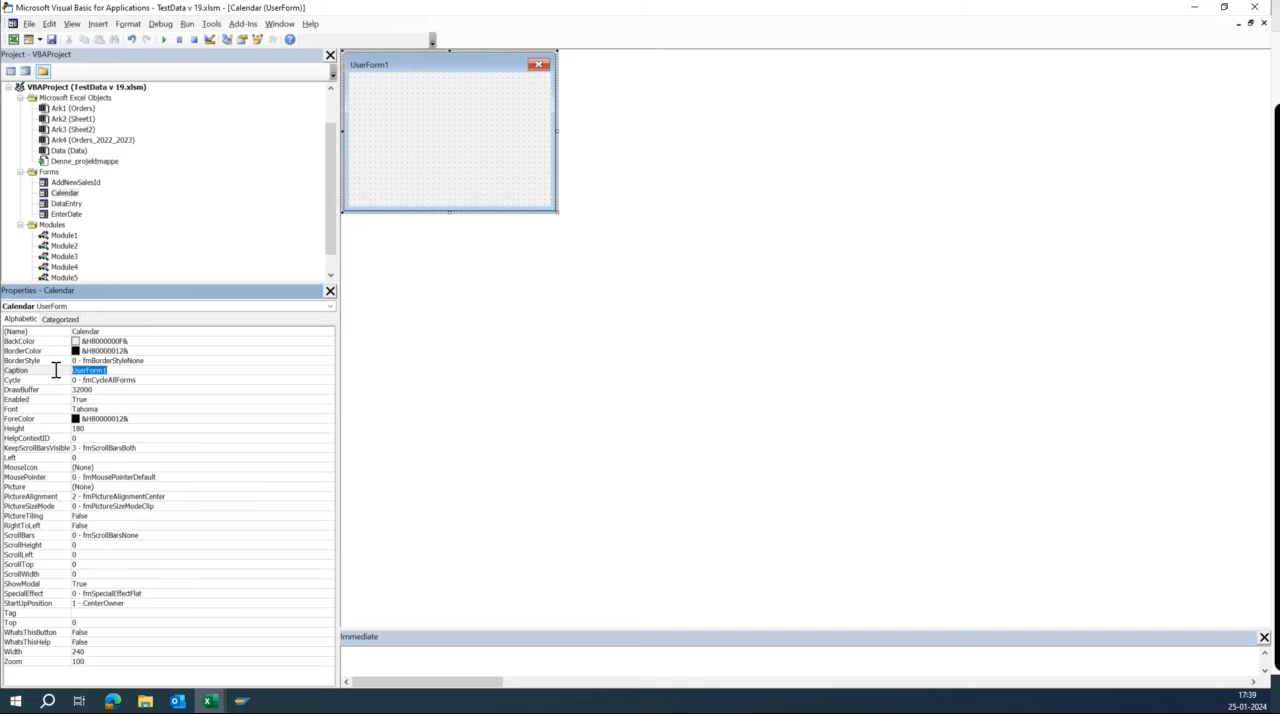 Microsoft Visual Basic for Applications - TestData v 19.xlsm - [Calendar (UserForm)]
File Edit View Insert Format Debug Run Tools Add-Ins Window Help
Project - VBAProject
VBAProject (TestData v 19.xlsm)
Microsoft Excel Objects
Ark1 (Orders)
Ark2 (Sheet1)
Ark3 (Sheet2)
Ark4 (Orders_2022_2023)
Data (Data)
Denne_projektmappe
Forms
AddNewSalesId
Calendar
DataEntry
EnterDate
Modules
Module1
Module2
Module3
Module4
Module5
Properties - Calendar
Calendar UserForm
Alphabetic Categorized
(Name) Calendar
BackColor &H8000000F&
BorderColor &H80000012&
BorderStyle 0 - fmBorderStyleNone
Caption UserForm1
Cycle 0 - fmCycleAllForms
DrawBuffer 32000
Enabled True
Font Tahoma
ForeColor &H80000012&
Height 180
HelpContextID 0
KeepScrollBarsVisible 3 - fmScrollBarsBoth
Left 0
MouseIcon (None)
MousePointer 0 - fmMousePointerDefault
Picture (None)
PictureAlignment 2 - fmPictureAlignmentCenter
PictureSizeMode 0 - fmPictureSizeModeClip
PictureTiling False
RightToLeft False
ScrollBars 0 - fmScrollBarsNone
ScrollHeight 0
ScrollLeft 0
ScrollTop 0
ScrollWidth 0
ShowModal True
SpecialEffect 0 - fmSpecialEffectFlat
StartUpPosition 1 - CenterOwner
Tag
Top 0
WhatsThisButton False
WhatsThisHelp False
Width 240
Zoom 100
UserForm1
Immediate
17:39
25-01-2024